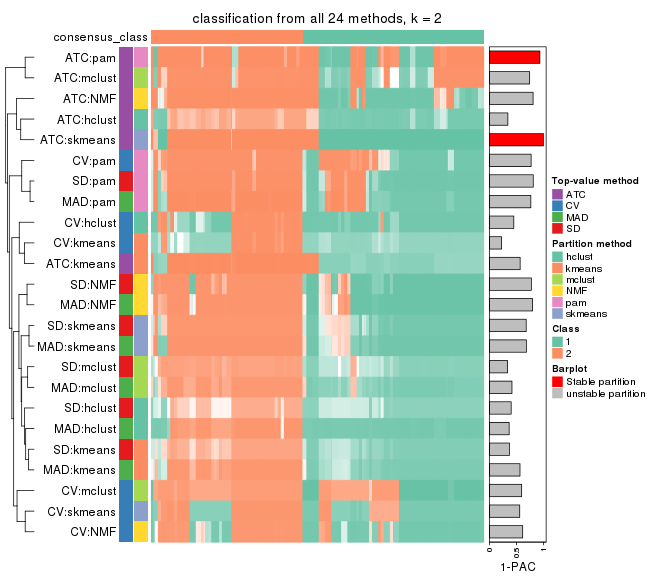 classification from all 24 methods, k = 2
consensus_class
ATC:pam
ATC:mclust
ATC:NMF
ATC:hclust
ATC:skmeans
CV:pam
SD:pam
MAD:pam
CV:hclust
CV:kmeans
ATC:kmeans
SD:NMF
MAD:NMF
SD:skmeans
MAD:skmeans
SD:mclust
MAD:mclust
SD:hclust
MAD:hclust
SD:kmeans
MAD:kmeans
CV:mclust
CV:skmeans
CV:NMF
0
0.5
1
1-PAC
Top-value method
ATC
CV
MAD
SD
Partition method
hclust
kmeans
mclust
NMF
pam
skmeans
Class
1
2
Barplot
Stable partition
unstable partition